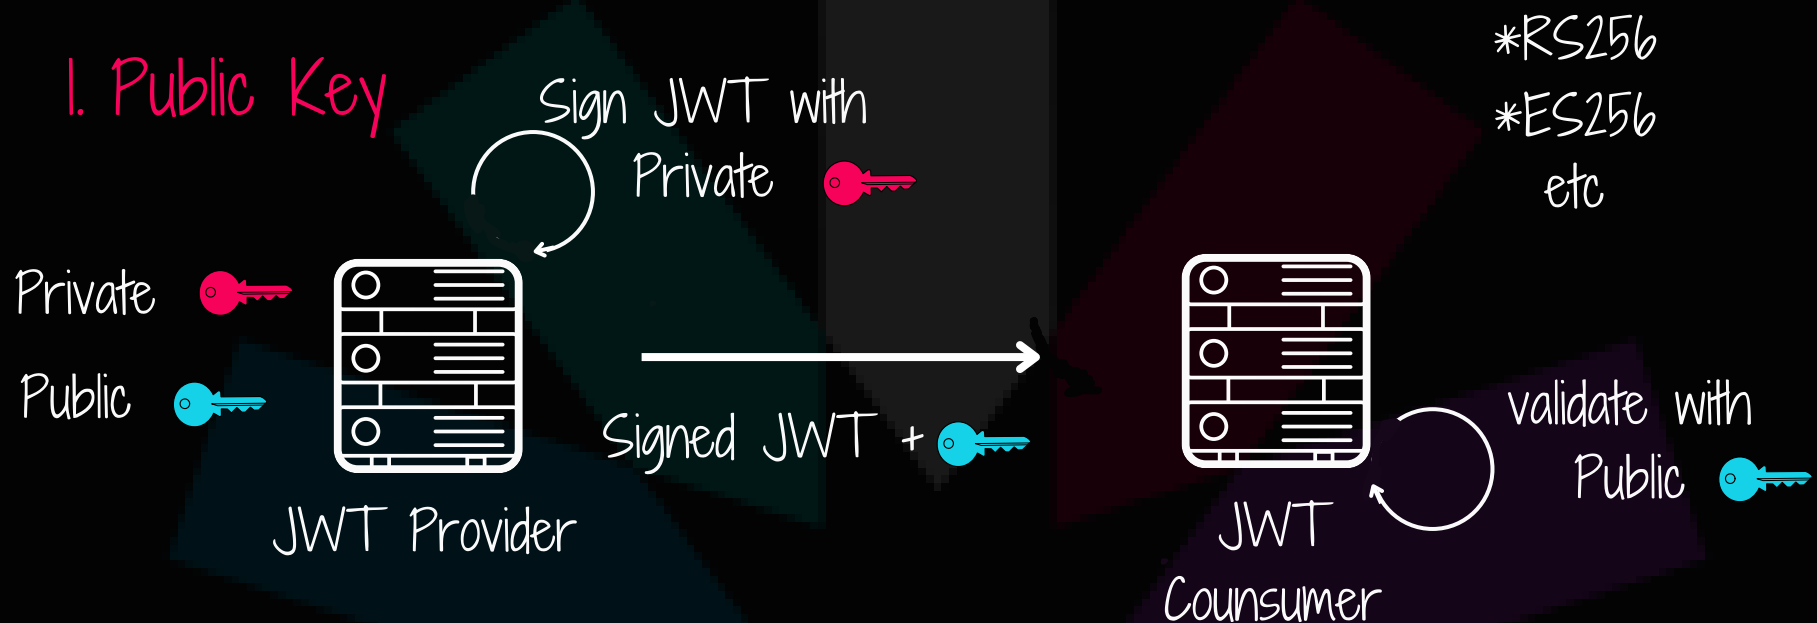 1. Public Key
Sign JWT with
Private
*RS256
*ES256
etc
Private
Public
Signed JWT +
JWT Provider
validate with
Public
JWT
Counsumer